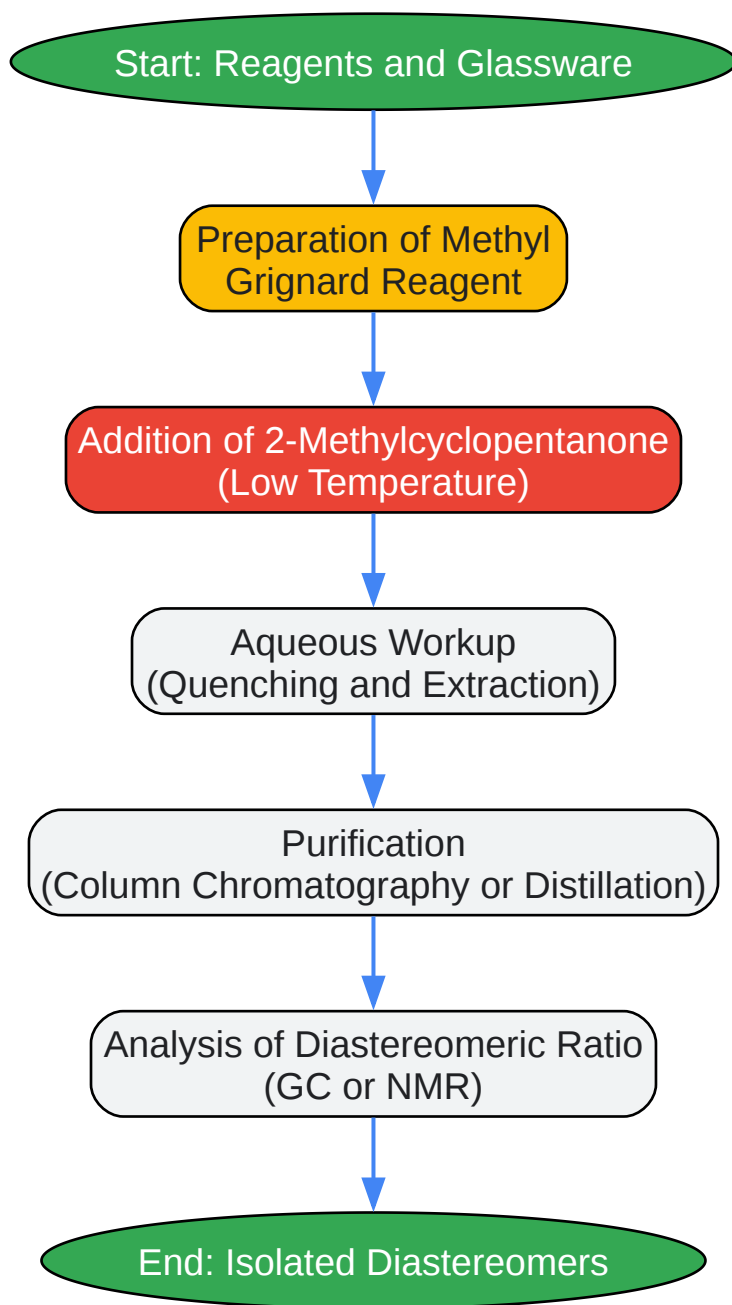 Start: Reagents and Glassware
Preparation of Methyl
Grignard Reagent
Addition of 2-Methylcyclopentanone
(Low Temperature)
Aqueous Workup
(Quenching and Extraction)
Purification
(Column Chromatography or Distillation)
Analysis of Diastereomeric Ratio
(GC or NMR)
End: Isolated Diastereomers